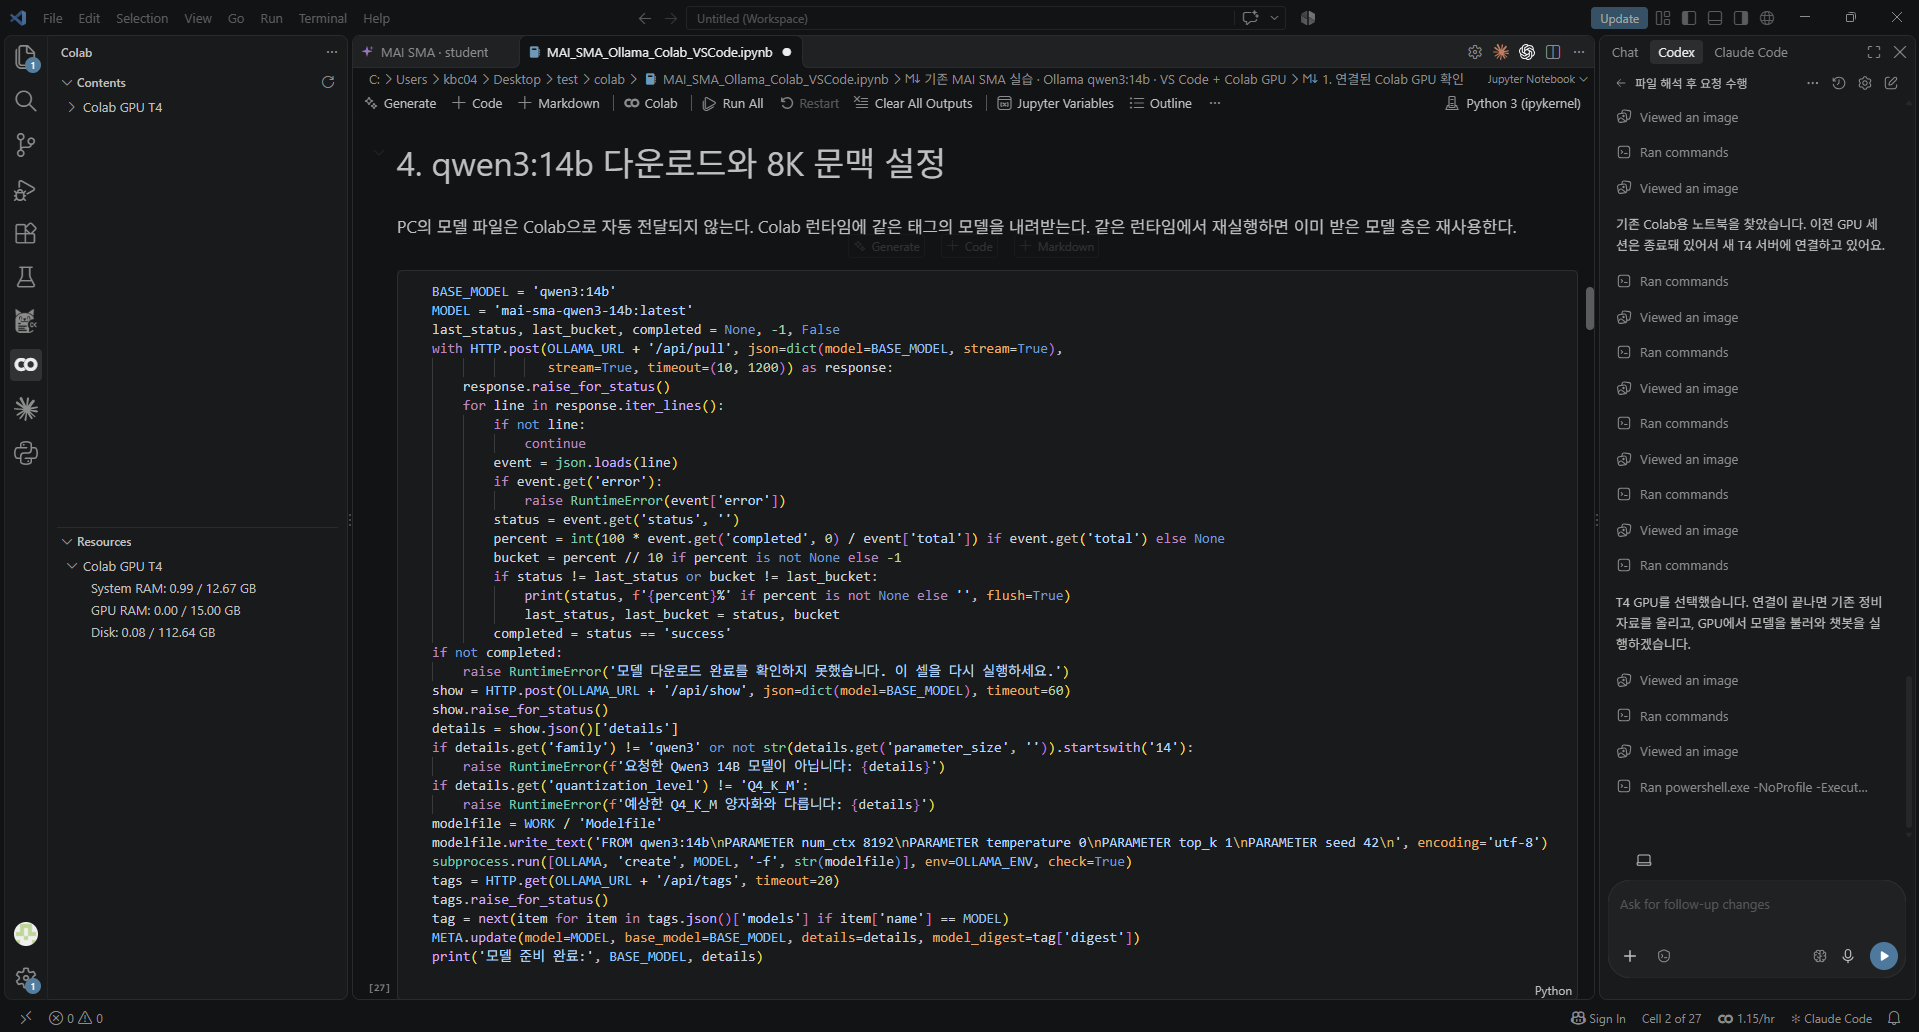 File Edit Selection View Go Run Terminal Help
Untitled (Workspace)
Update
Colab
Contents
Colab GPU T4
Resources
Colab GPU T4
System RAM: 0.99 / 12.67 GB
GPU RAM: 0.00 / 15.00 GB
Disk: 0.08 / 112.64 GB
MAI SMA · student
MAI_SMA_Ollama_Colab_VSCode.ipynb
C: > Users > kbc04 > Desktop > test > colab > MAI_SMA_Ollama_Colab_VSCode.ipynb > M↓ 기존 MAI SMA 실습 · Ollama qwen3:14b · VS Code + Colab GPU > M↓ 1. 연결된 Colab GPU 확인
Jupyter Notebook
Generate + Code + Markdown Colab Run All Restart Clear All Outputs Jupyter Variables Outline ···
Python 3 (ipykernel)
4. qwen3:14b 다운로드와 8K 문맥 설정
PC의 모델 파일은 Colab으로 자동 전달되지 않는다. Colab 런타임에 같은 태그의 모델을 내려받는다. 같은 런타임에서 재실행하면 이미 받은 모델 층은 재사용한다.
Generate + Code + Markdown
BASE_MODEL = 'qwen3:14b'
MODEL = 'mai-sma-qwen3-14b:latest'
last_status, last_bucket, completed = None, -1, False
with HTTP.post(OLLAMA_URL + '/api/pull', json=dict(model=BASE_MODEL, stream=True),
stream=True, timeout=(10, 1200)) as response:
response.raise_for_status()
for line in response.iter_lines():
if not line:
continue
event = json.loads(line)
if event.get('error'):
raise RuntimeError(event['error'])
status = event.get('status', '')
percent = int(100 * event.get('completed', 0) / event['total']) if event.get('total') else None
bucket = percent // 10 if percent is not None else -1
if status != last_status or bucket != last_bucket:
print(status, f'{percent}%' if percent is not None else '', flush=True)
last_status, last_bucket = status, bucket
completed = status == 'success'
if not completed:
raise RuntimeError('모델 다운로드 완료를 확인하지 못했습니다. 이 셀을 다시 실행하세요.')
show = HTTP.post(OLLAMA_URL + '/api/show', json=dict(model=BASE_MODEL), timeout=60)
show.raise_for_status()
details = show.json()['details']
if details.get('family') != 'qwen3' or not str(details.get('parameter_size', '')).startswith('14'):
raise RuntimeError(f'요청한 Qwen3 14B 모델이 아닙니다: {details}')
if details.get('quantization_level') != 'Q4_K_M':
raise RuntimeError(f'예상한 Q4_K_M 양자화와 다릅니다: {details}')
modelfile = WORK / 'Modelfile'
modelfile.write_text('FROM qwen3:14b\nPARAMETER num_ctx 8192\nPARAMETER temperature 0\nPARAMETER top_k 1\nPARAMETER seed 42\n', encoding='utf-8')
subprocess.run([OLLAMA, 'create', MODEL, '-f', str(modelfile)], env=OLLAMA_ENV, check=True)
tags = HTTP.get(OLLAMA_URL + '/api/tags', timeout=20)
tags.raise_for_status()
tag = next(item for item in tags.json()['models'] if item['name'] == MODEL)
META.update(model=MODEL, base_model=BASE_MODEL, details=details, model_digest=tag['digest'])
print('모델 준비 완료:', BASE_MODEL, details)
[27]
Python
Chat Codex Claude Code
파일 해석 후 요청 수행
Viewed an image
Ran commands
Viewed an image
기존 Colab용 노트북을 찾았습니다. 이전 GPU 세
션은 종료돼 있어서 새 T4 서버에 연결하고 있어요.
Ran commands
Viewed an image
Ran commands
Viewed an image
Ran commands
Viewed an image
Ran commands
Viewed an image
Ran commands
T4 GPU를 선택했습니다. 연결이 끝나면 기존 정비
자료를 올리고, GPU에서 모델을 불러와 챗봇을 실
행하겠습니다.
Viewed an image
Ran commands
Viewed an image
Ran powershell.exe -NoProfile -Execut...
Ask for follow-up changes
1
1
0 0
Sign In Cell 2 of 27 1.15/hr Claude Code